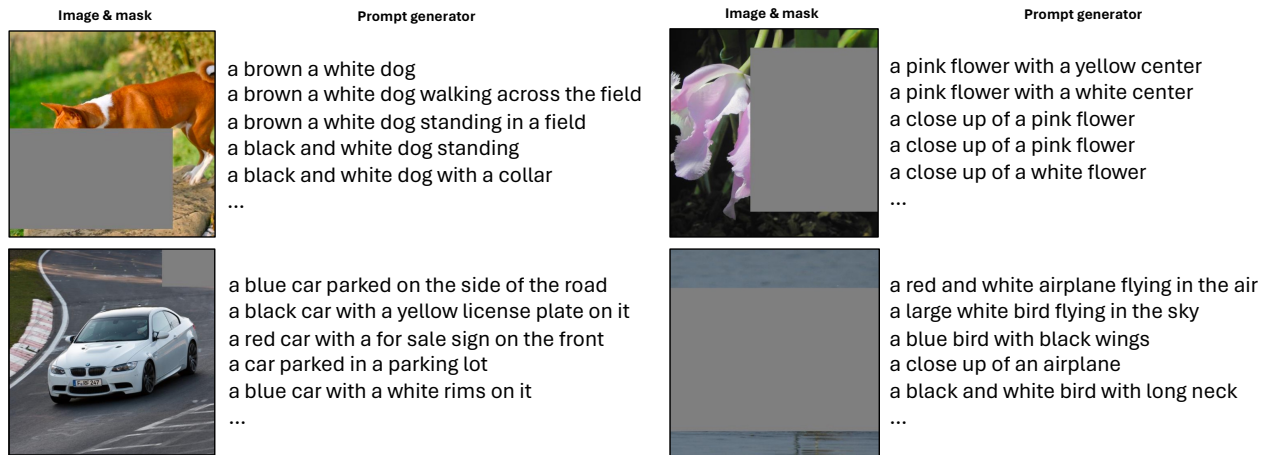 Image & mask
Prompt generator
a brown a white dog
a brown a white dog walking across the field
a brown a white dog standing in a field
a black and white dog standing
a black and white dog with a collar
...
a blue car parked on the side of the road
a black car with a yellow license plate on it
a red car with a for sale sign on the front
a car parked in a parking lot
a blue car with a white rims on it
...
Image & mask
Prompt generator
a pink flower with a yellow center
a pink flower with a white center
a close up of a pink flower
a close up of a pink flower
a close up of a white flower
...
a red and white airplane flying in the air
a large white bird flying in the sky
a blue bird with black wings
a close up of an airplane
a black and white bird with long neck
...